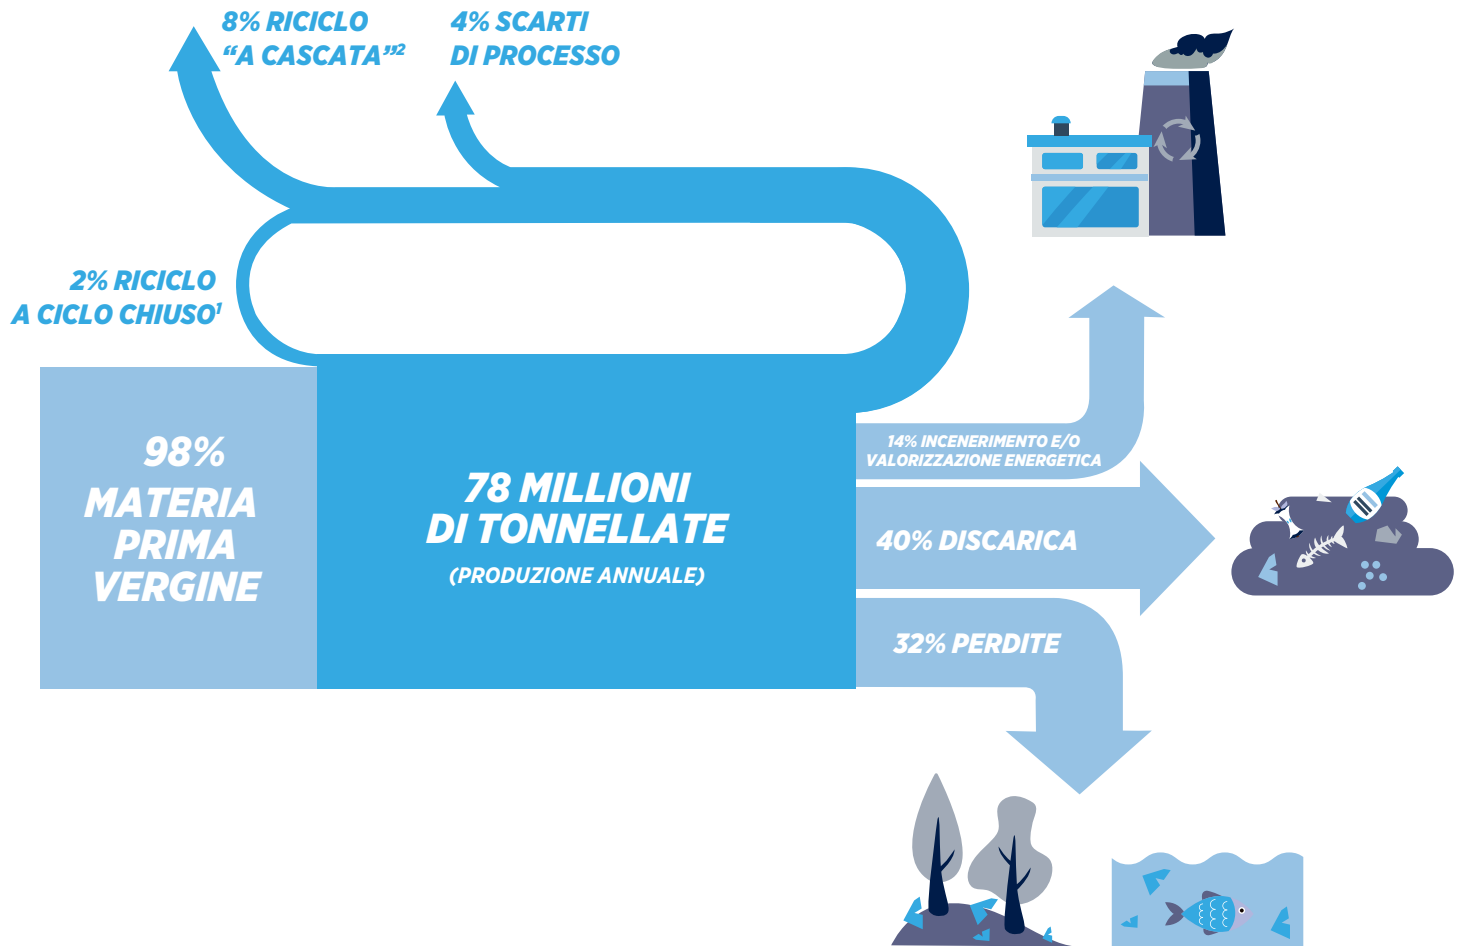 8% RICICLO
“A CASCATA”²
4% SCARTI
DI PROCESSO
2% RICICLO
A CICLO CHIUSO¹
98%
MATERIA
PRIMA
VERGINE
78 MILLIONI
DI TONNELLATE
(PRODUZIONE ANNUALE)
14% INCENERIMENTO E/O
VALORIZZAZIONE ENERGETICA
40% DISCARICA
32% PERDITE